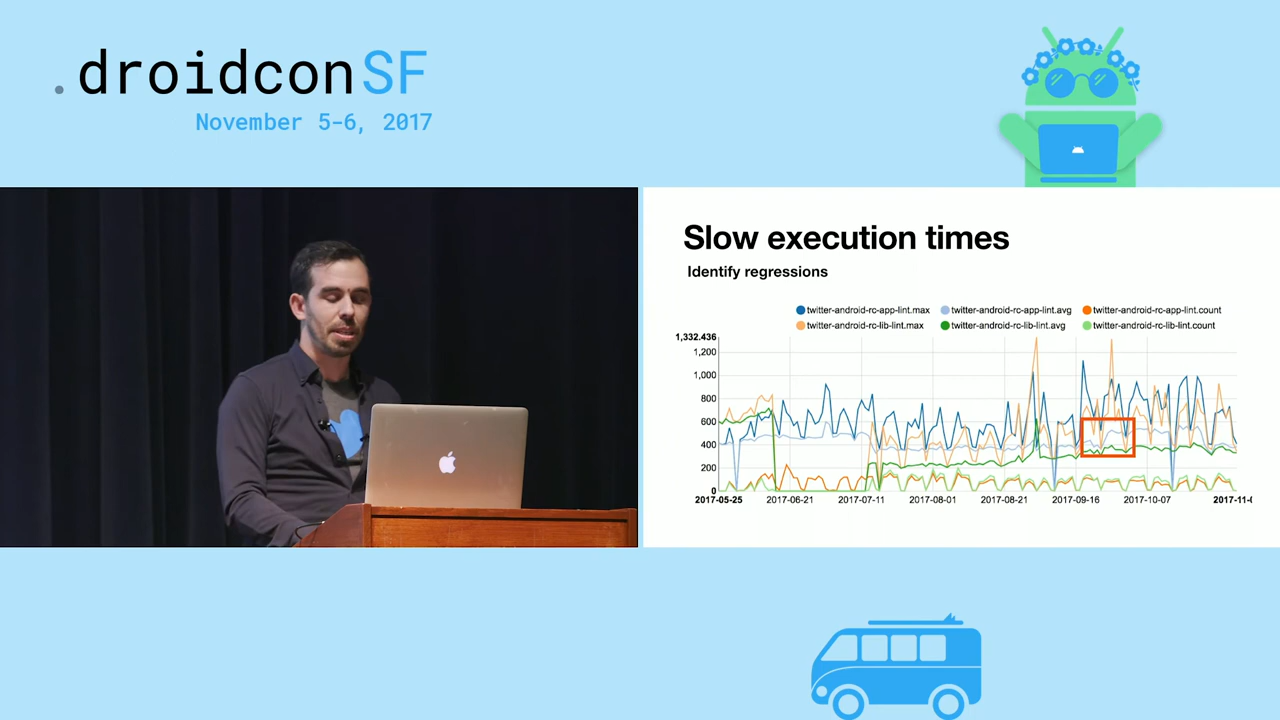 .droidconSF
November 5-6, 2017
Slow execution times
Identify regressions
twitter-android-rc-app-lint.max twitter-android-rc-app-lint.avg twitter-android-rc-app-lint.count
twitter-android-rc-lib-lint.max twitter-android-rc-lib-lint.avg twitter-android-rc-lib-lint.count
1,332.436
1,200
1,000
800
600
400
200
0
2017-05-25 2017-06-21 2017-07-11 2017-08-01 2017-08-21 2017-09-16 2017-10-07 2017-11-